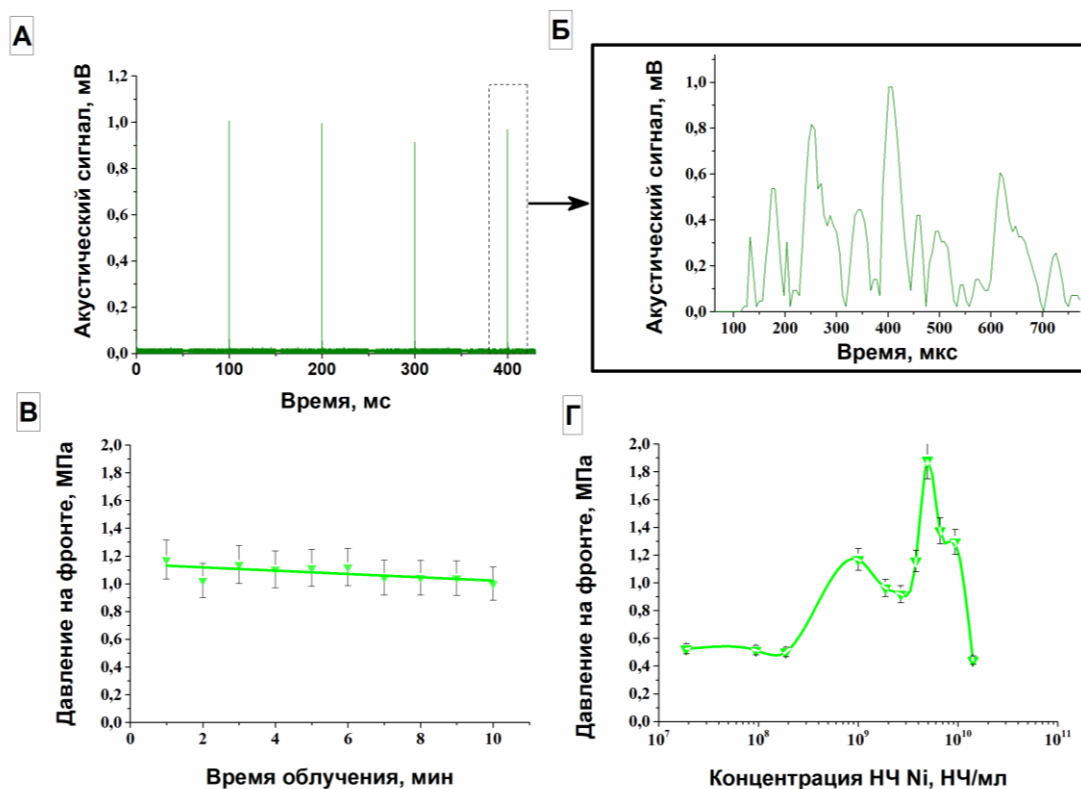 А
Акустический сигнал, мВ
1,2
1,0
0,8
0,6
0,4
0,2
0,0
0 100 200 300 400
Время, мс
Б
Акустический сигнал, мВ
1,0
0,8
0,6
0,4
0,2
0,0
100 200 300 400 500 600 700
Время, мкс
В
Давление на фронте, МПа
2,0
1,8
1,6
1,4
1,2
1,0
0,8
0,6
0,4
0,2
0,0
0 2 4 6 8 10
Время облучения, мин
Г
Давление на фронте, МПа
2,0
1,8
1,6
1,4
1,2
1,0
0,8
0,6
0,4
0,2
0,0
10⁷ 10⁸ 10⁹ 10¹⁰ 10¹¹
Концентрация НЧ Ni, НЧ/мл